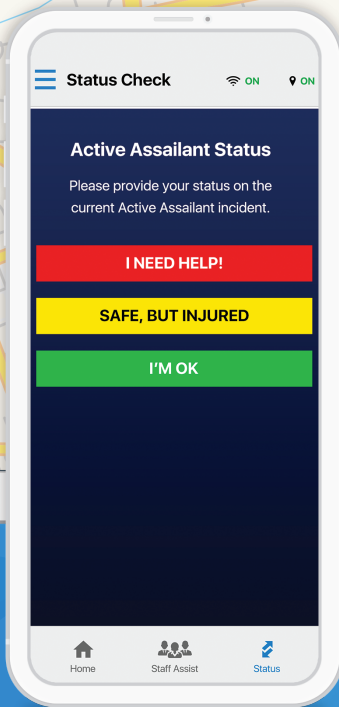 Status Check
ON
ON
Active Assailant Status
Please provide your status on the
current Active Assailant incident.
I NEED HELP!
SAFE, BUT INJURED
I'M OK
Home
Staff Assist
Status